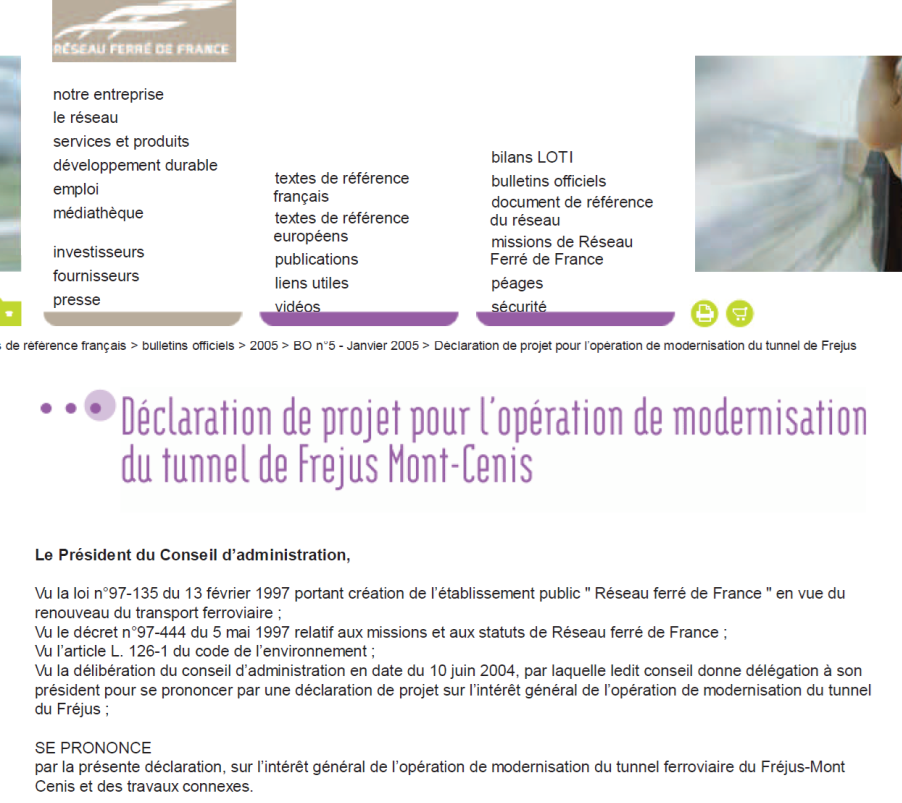 RÉSEAU FERRÉ DE FRANCE
notre entreprise
le réseau
services et produits
développement durable
emploi
médiathèque
investisseurs
fournisseurs
presse
textes de référence
français
textes de référence
européens
publications
liens utiles
vidéos
bilans LOTI
bulletins officiels
document de référence
du réseau
missions de Réseau
Ferré de France
péages
sécurité
s de référence français > bulletins officiels > 2005 > BO n°5 - Janvier 2005 > Déclaration de projet pour l'opération de modernisation du tunnel de Frejus
Déclaration de projet pour l'opération de modernisation
du tunnel de Frejus Mont-Cenis
Le Président du Conseil d'administration,
Vu la loi n°97-135 du 13 février 1997 portant création de l'établissement public " Réseau ferré de France " en vue du
renouveau du transport ferroviaire ;
Vu le décret n°97-444 du 5 mai 1997 relatif aux missions et aux statuts de Réseau ferré de France ;
Vu l'article L. 126-1 du code de l'environnement ;
Vu la délibération du conseil d'administration en date du 10 juin 2004, par laquelle ledit conseil donne délégation à son
président pour se prononcer par une déclaration de projet sur l'intérêt général de l'opération de modernisation du tunnel
du Fréjus ;
SE PRONONCE
par la présente déclaration, sur l'intérêt général de l'opération de modernisation du tunnel ferroviaire du Fréjus-Mont
Cenis et des travaux connexes.